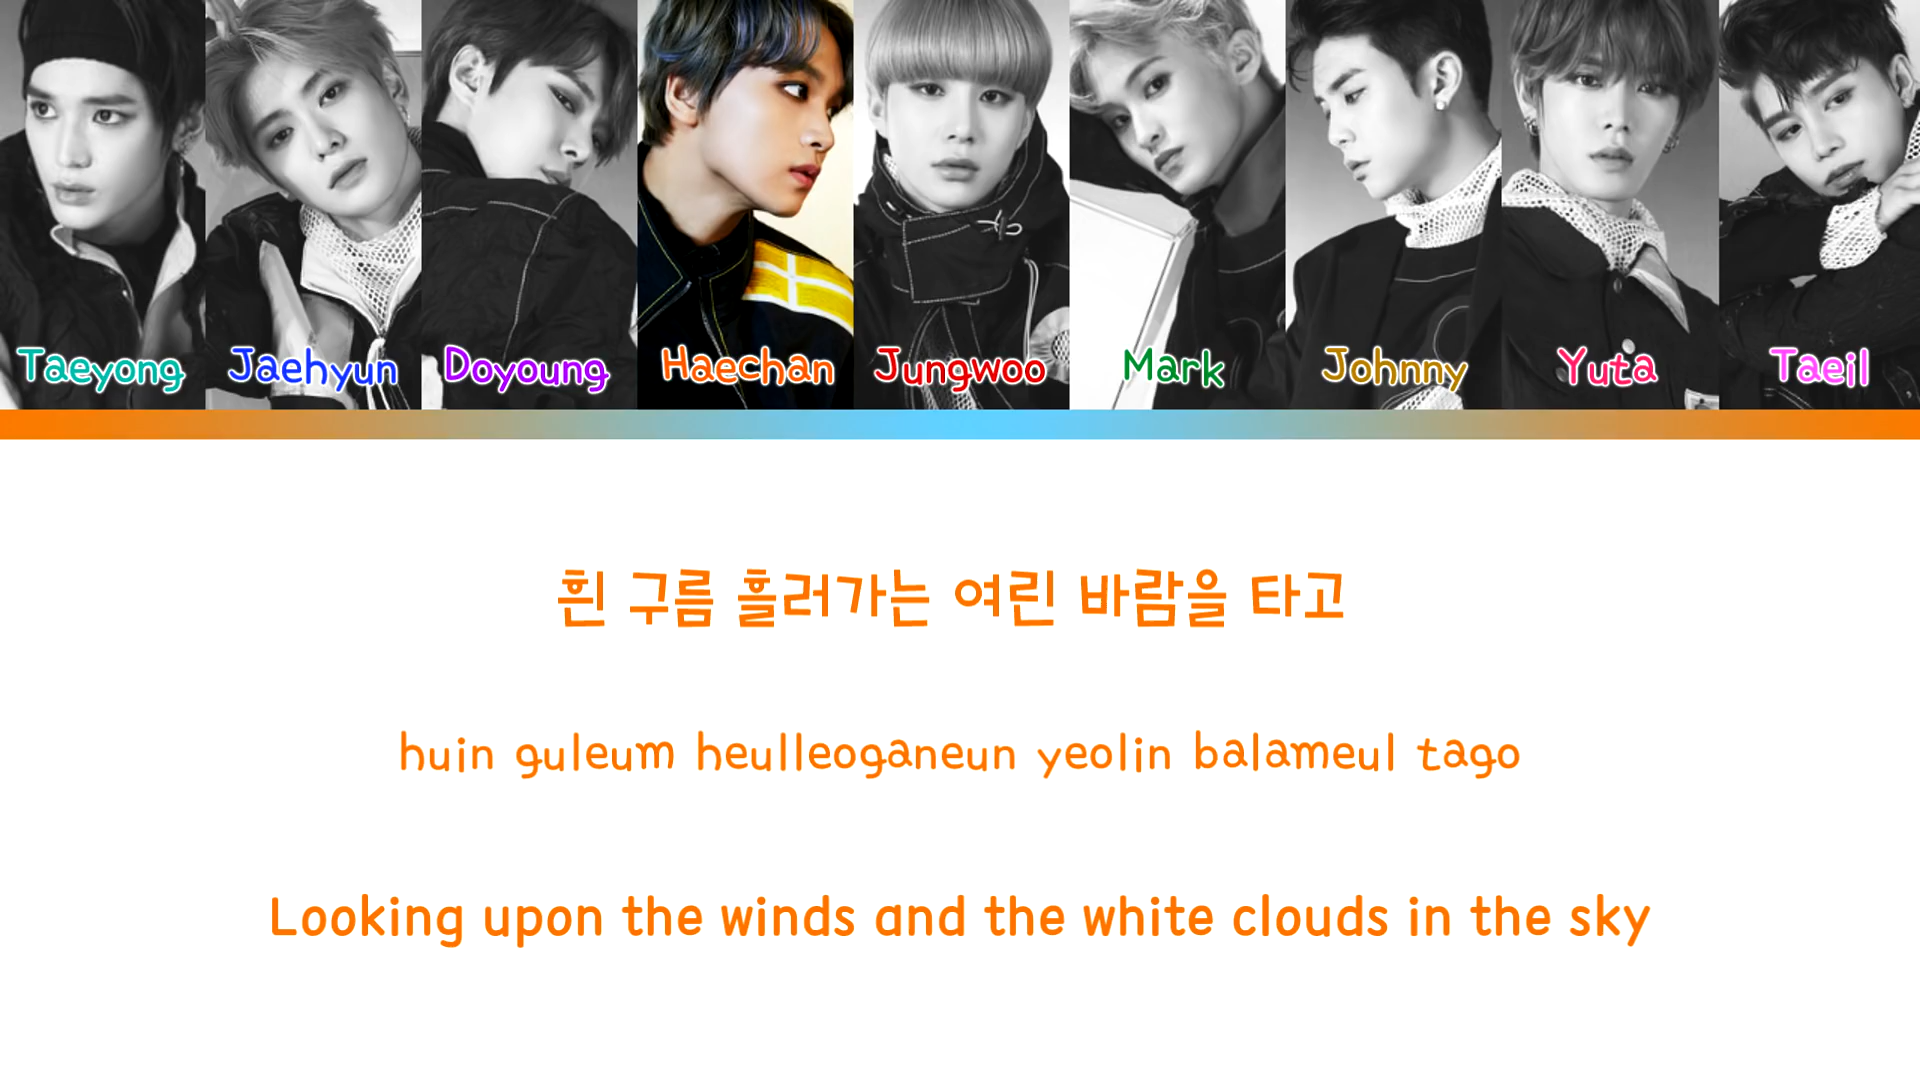 Taeyong Jaehyun Doyoung Haechan Jungwoo Mark Johnny Yuta Taeil
흰 구름 흘러가는 여린 바람을 타고
huin guleum heulleoganeun yeolin balameul tago
Looking upon the winds and the white clouds in the sky